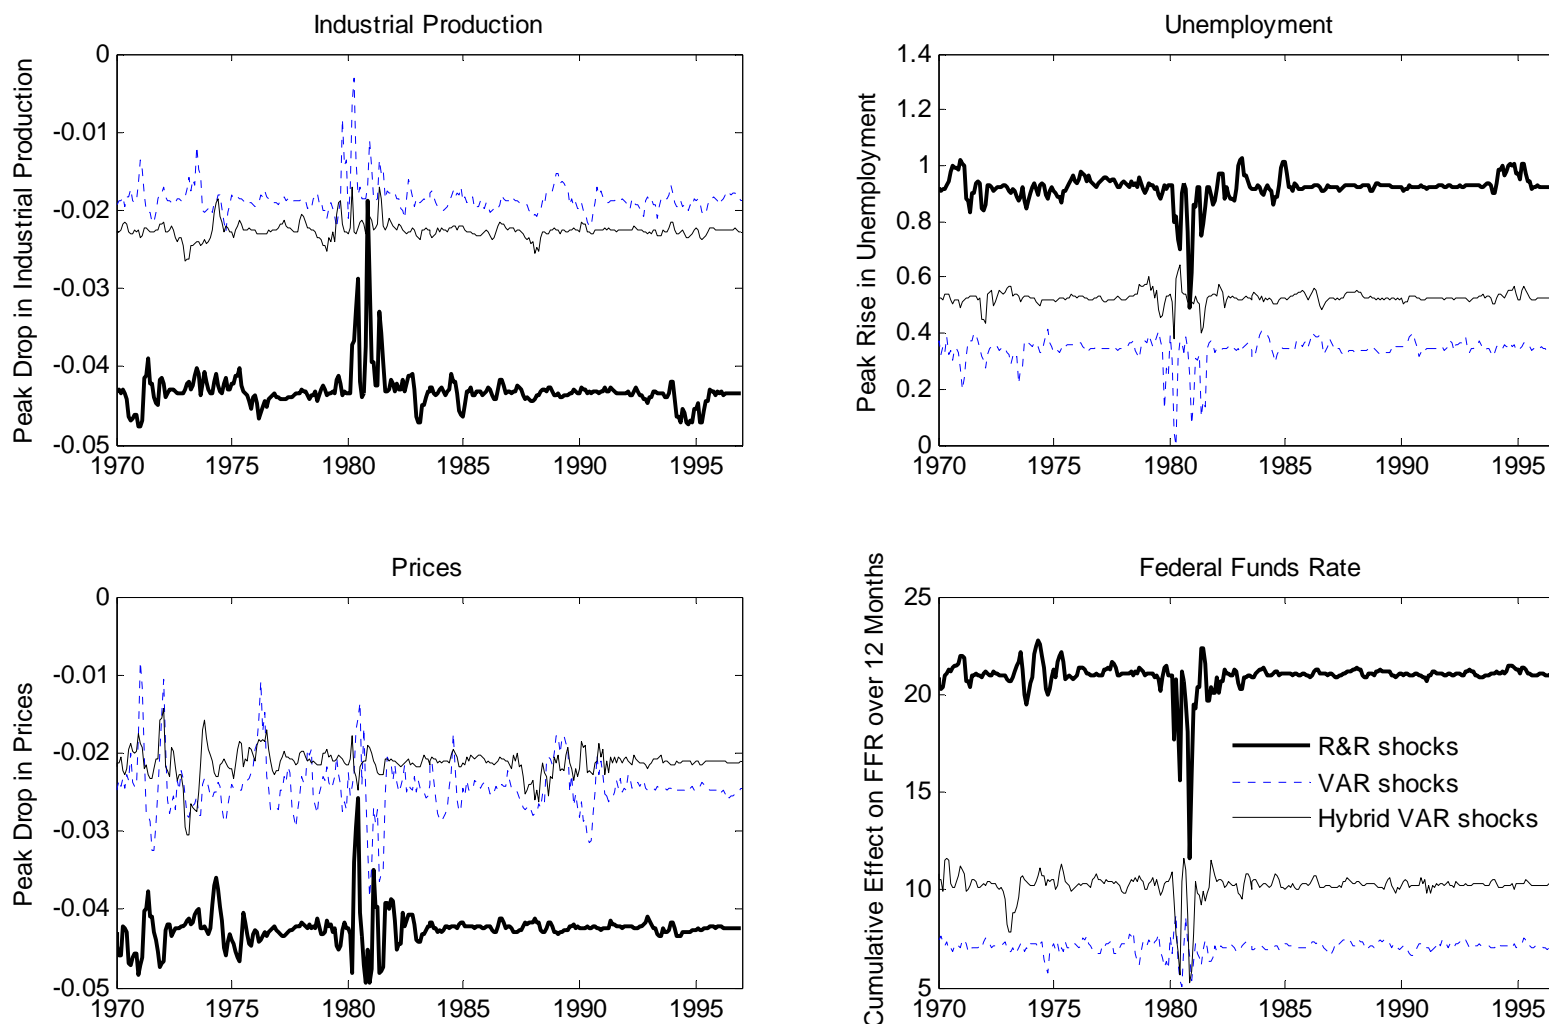 Industrial Production
Peak Drop in Industrial Production
0
-0.01
-0.02
-0.03
-0.04
-0.05
1970 1975 1980 1985 1990 1995
Unemployment
Peak Rise in Unemployment
1.4
1.2
1
0.8
0.6
0.4
0.2
0
1970 1975 1980 1985 1990 1995
Prices
Peak Drop in Prices
0
-0.01
-0.02
-0.03
-0.04
-0.05
1970 1975 1980 1985 1990 1995
Federal Funds Rate
Cumulative Effect on FFR over 12 Months
25
20
15
10
5
1970 1975 1980 1985 1990 1995
R&R shocks
VAR shocks
Hybrid VAR shocks